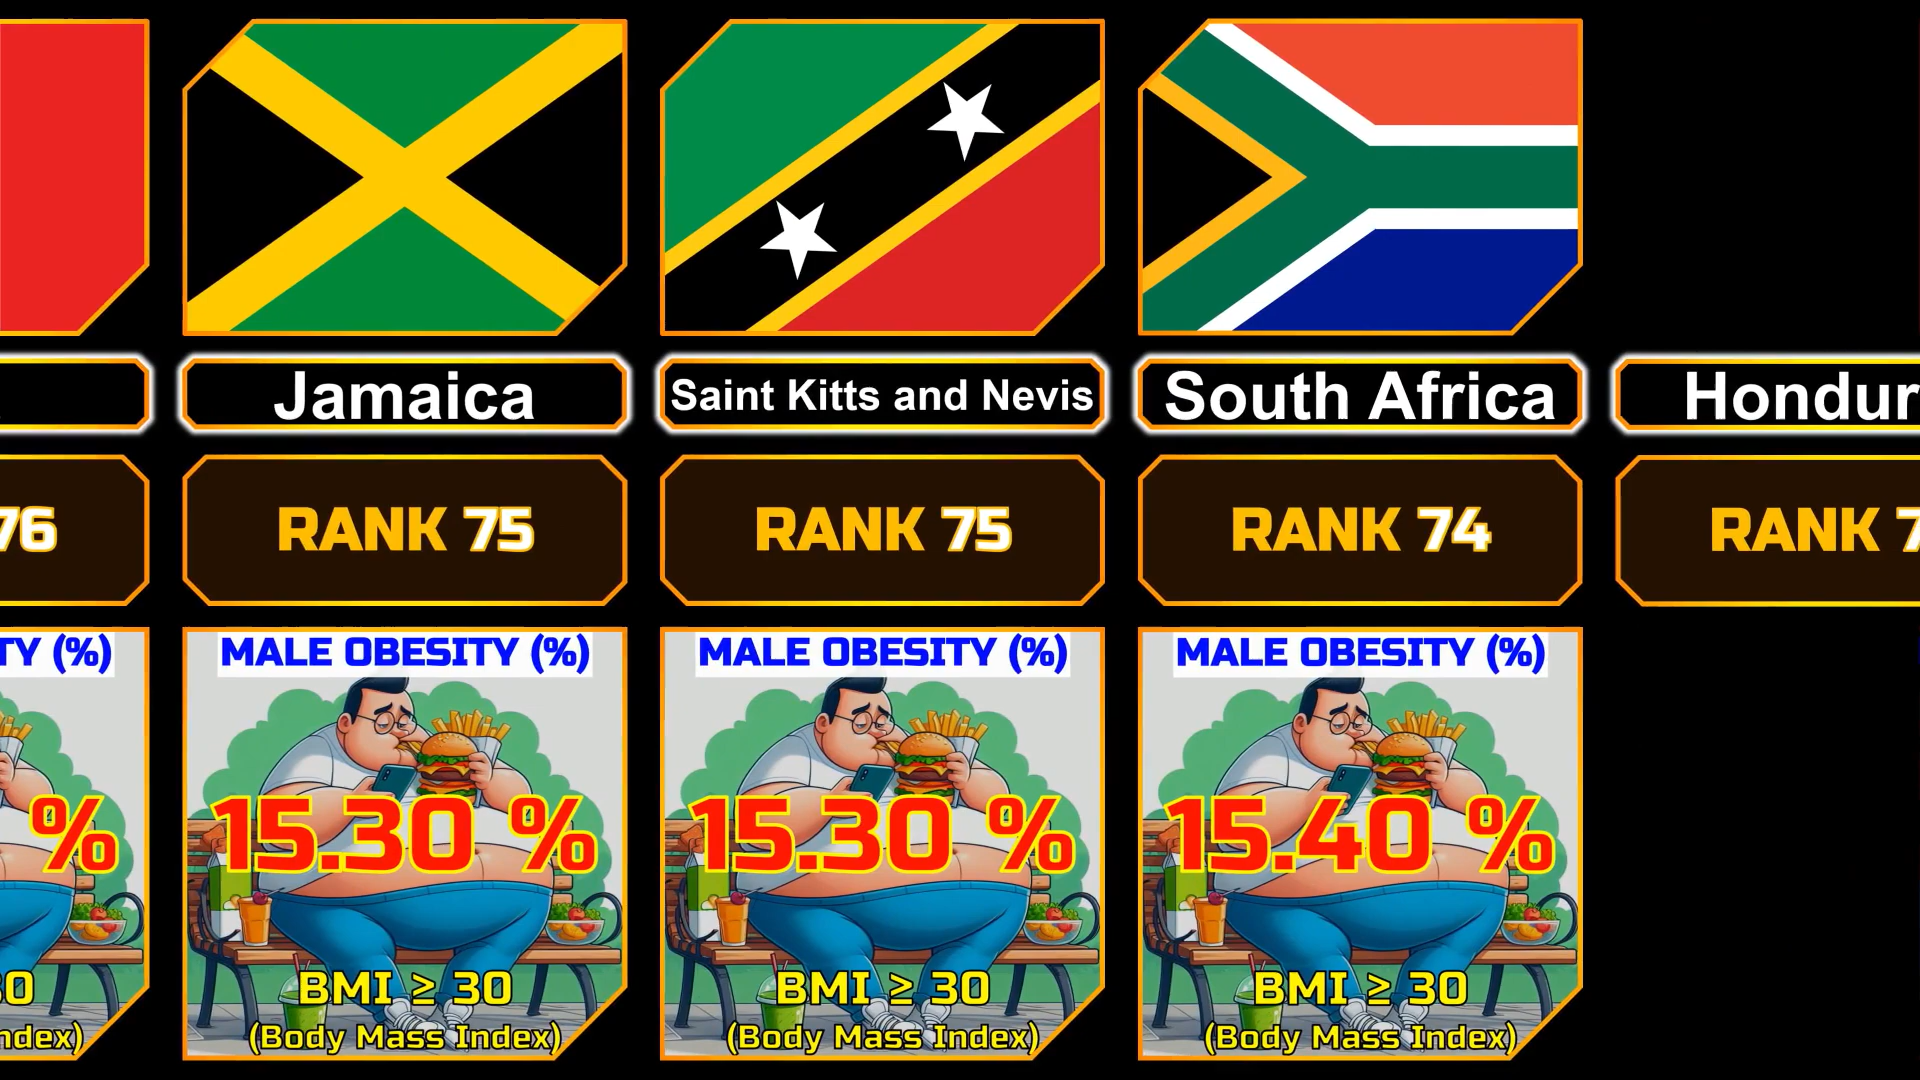 Jamaica
Saint Kitts and Nevis
South Africa
Hondur
76
RANK 75
RANK 75
RANK 74
RANK 7
TY (%)
MALE OBESITY (%)
MALE OBESITY (%)
MALE OBESITY (%)
%
15.30 %
15.30 %
15.40 %
30
BMI ≥ 30
BMI ≥ 30
BMI ≥ 30
ndex)
(Body Mass Index)
(Body Mass Index)
(Body Mass Index)